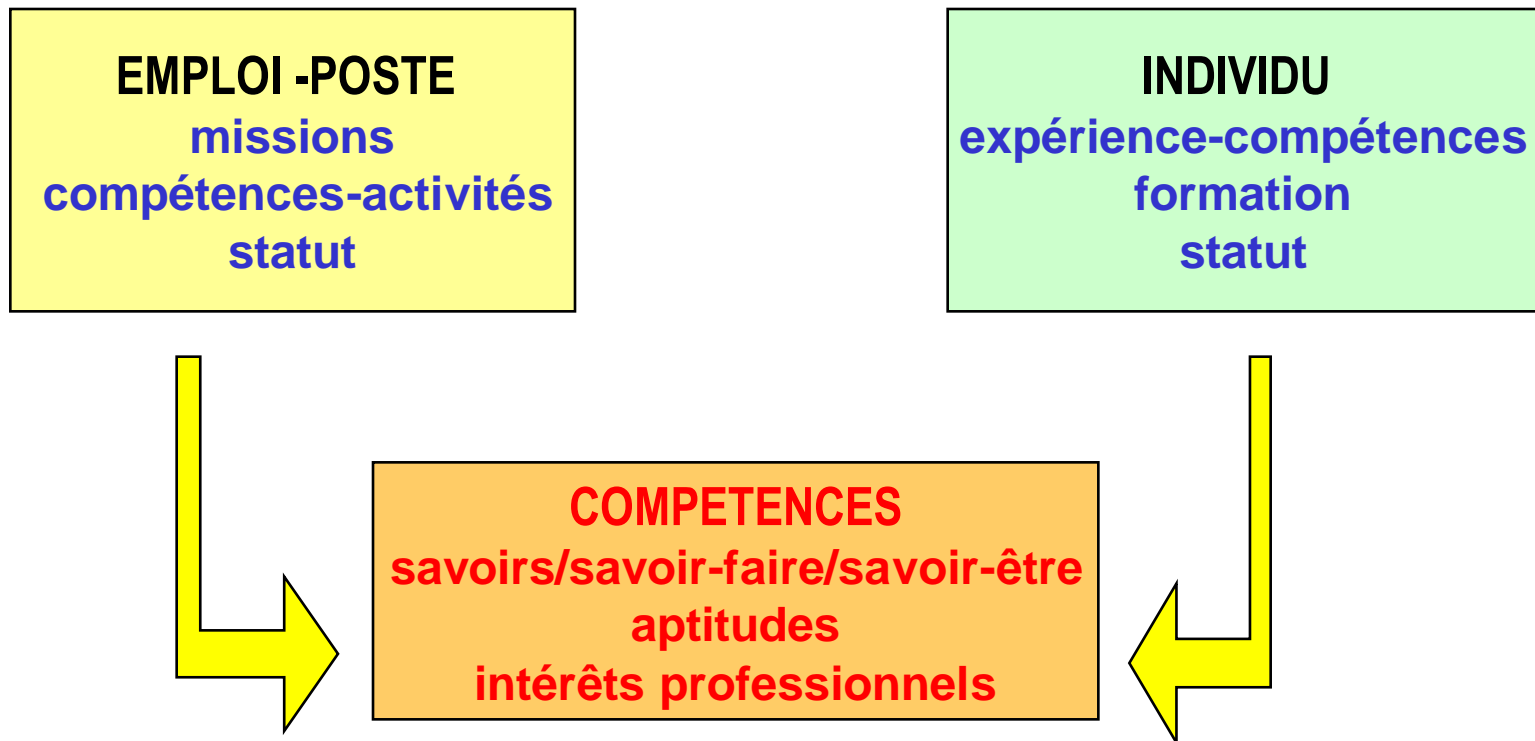 EMPLOI -POSTE
missions
compétences-activités
statut
INDIVIDU
expérience-compétences
formation
statut
COMPETENCES
savoirs/savoir-faire/savoir-être
aptitudes
intérêts professionnels